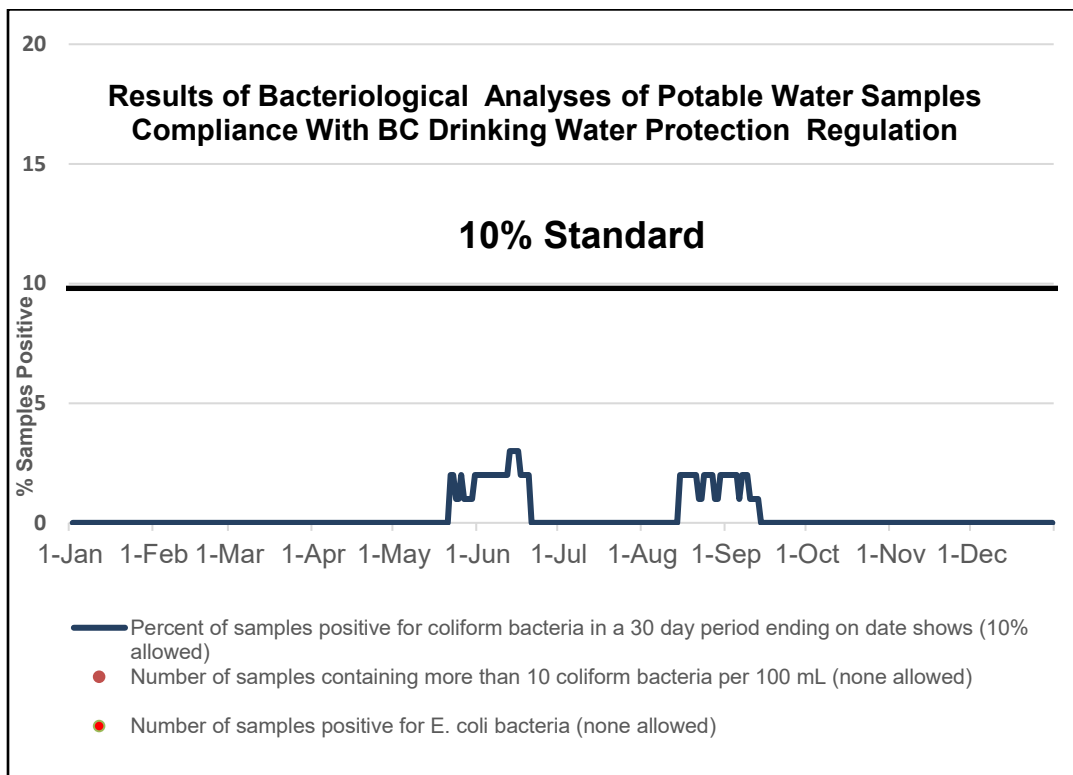 20
Results of Bacteriological Analyses of Potable Water Samples
Compliance With BC Drinking Water Protection Regulation
15
10% Standard
10
% Samples Positive
5
0
1-Jan 1-Feb 1-Mar 1-Apr 1-May 1-Jun 1-Jul 1-Aug 1-Sep 1-Oct 1-Nov 1-Dec
Percent of samples positive for coliform bacteria in a 30 day period ending on date shows (10%
allowed)
Number of samples containing more than 10 coliform bacteria per 100 mL (none allowed)
Number of samples positive for E. coli bacteria (none allowed)